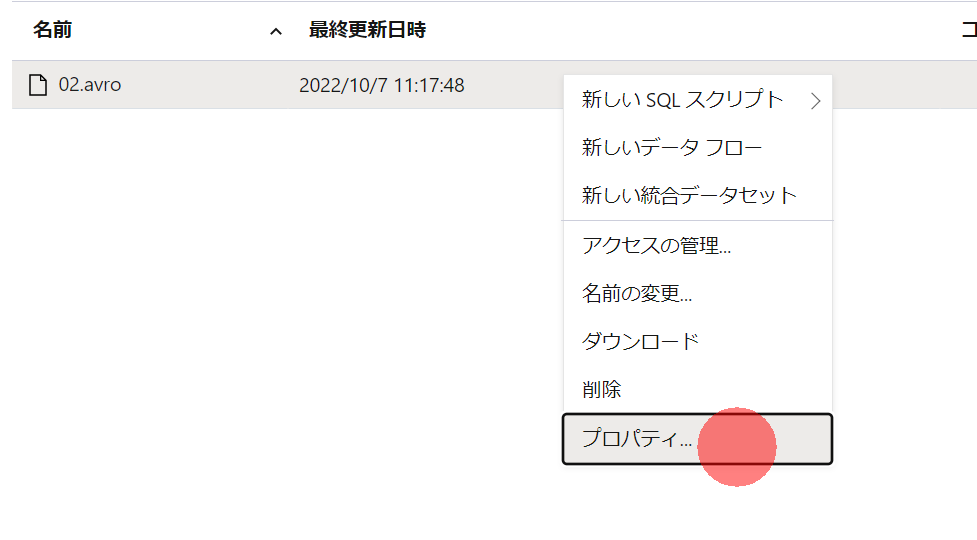 名前 最終更新日時 コ
02.avro 2022/10/7 11:17:48
新しい SQL スクリプト
新しいデータ フロー
新しい統合データセット
アクセスの管理...
名前の変更...
ダウンロード
削除
プロパティ...